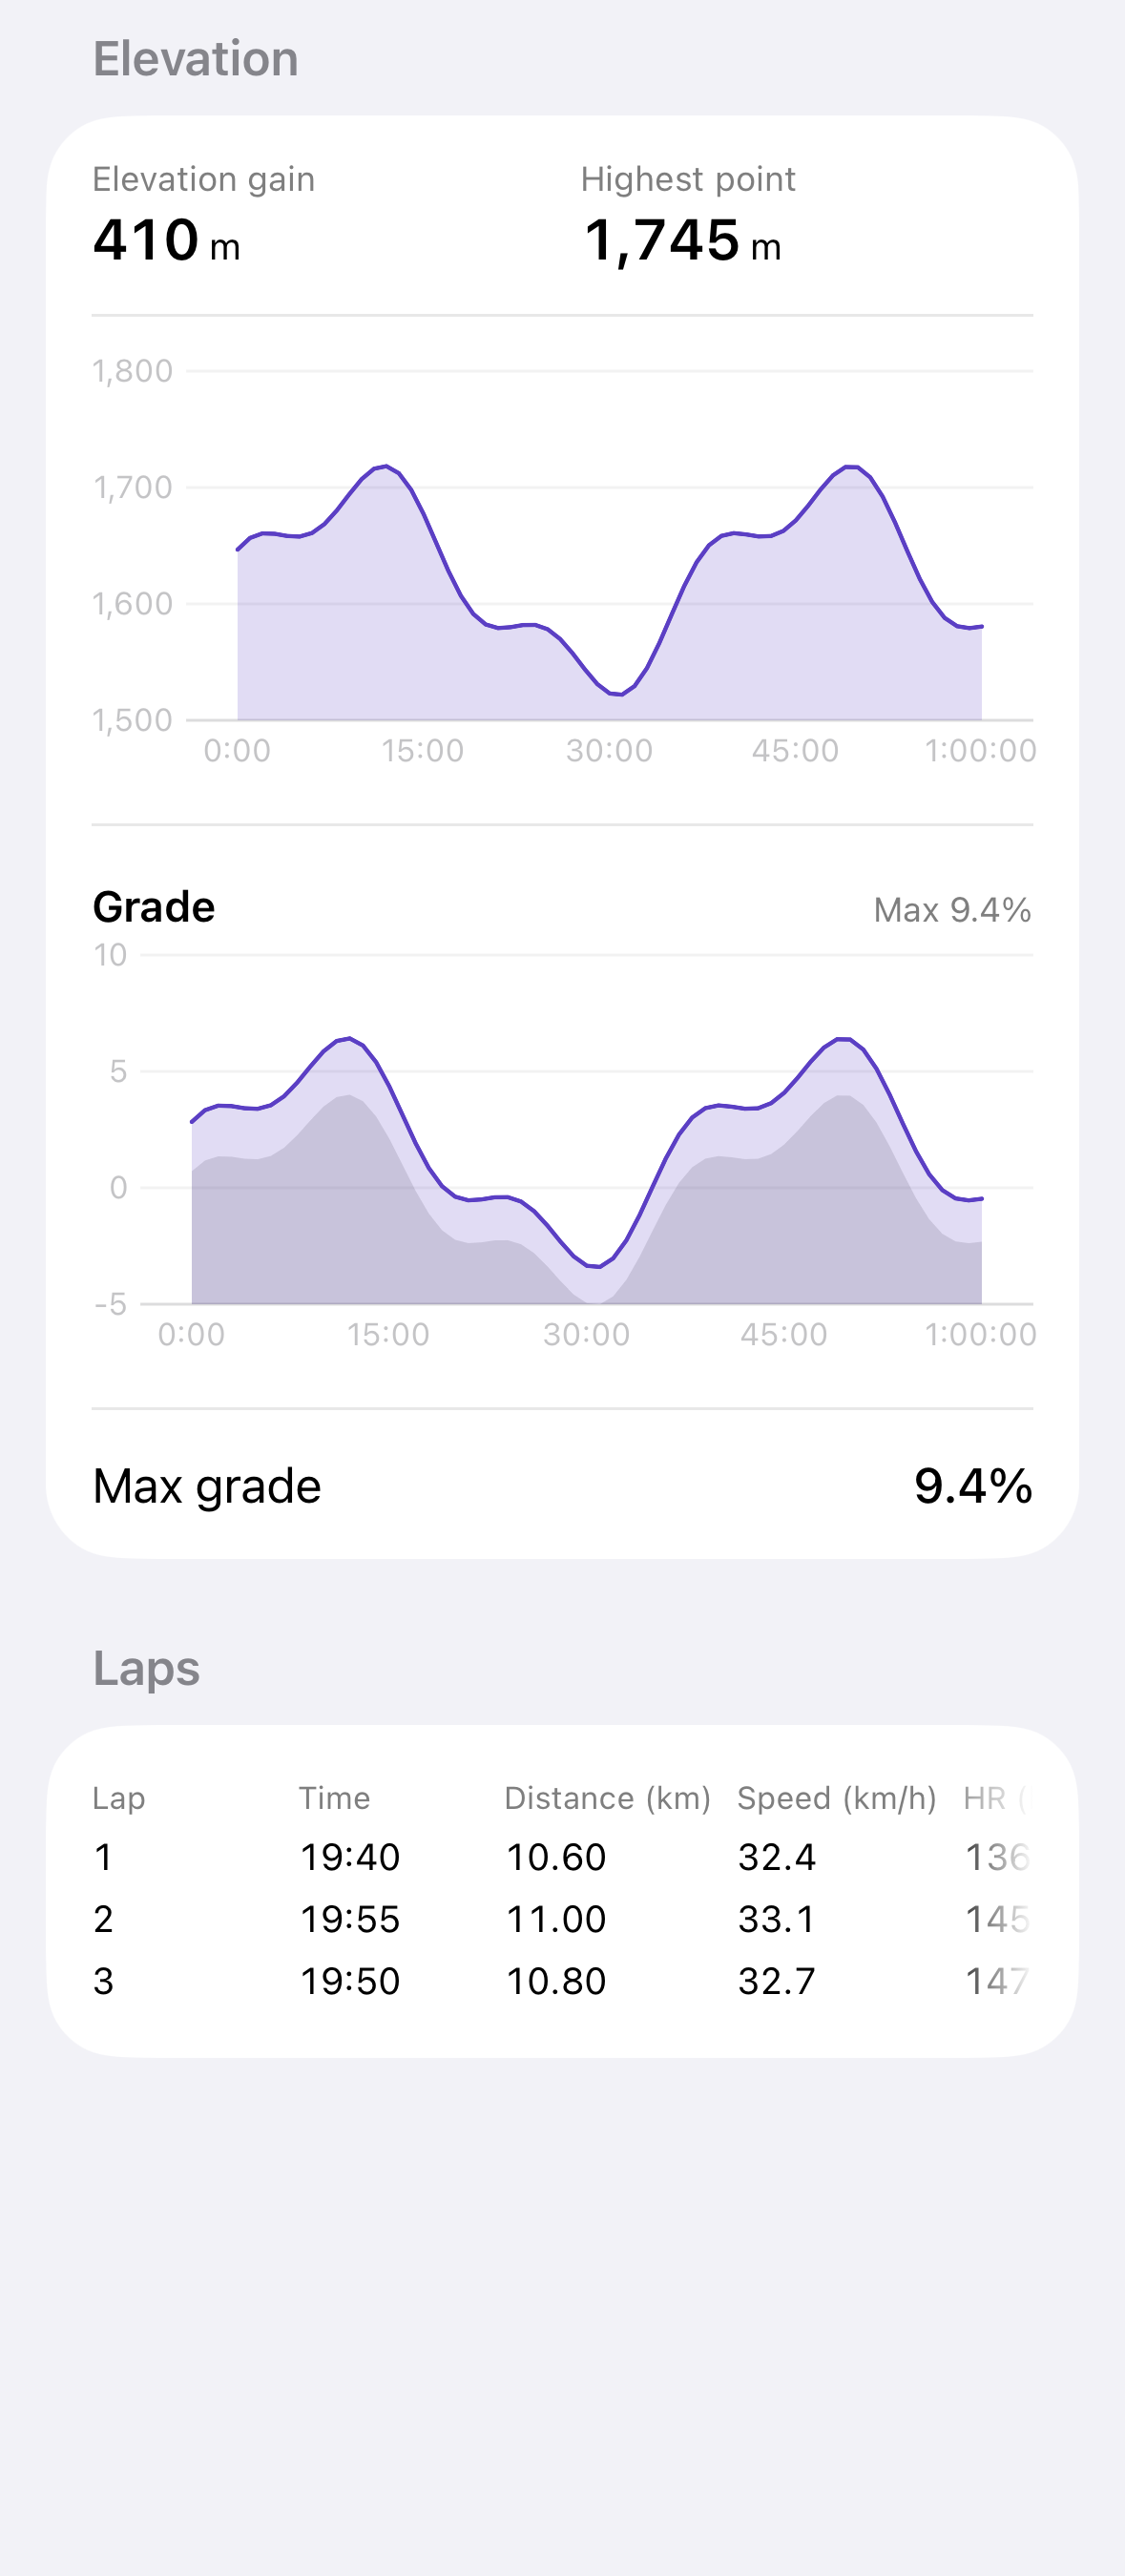 Elevation
Elevation gain Highest point
410 m 1,745 m
1,800
1,700
1,600
1,500
0:00 15:00 30:00 45:00 1:00:00
Grade Max 9.4%
10
5
0
-5
0:00 15:00 30:00 45:00 1:00:00
Max grade 9.4%
Laps
Lap Time Distance (km) Speed (km/h) HR (
1 19:40 10.60 32.4 136
2 19:55 11.00 33.1 145
3 19:50 10.80 32.7 147